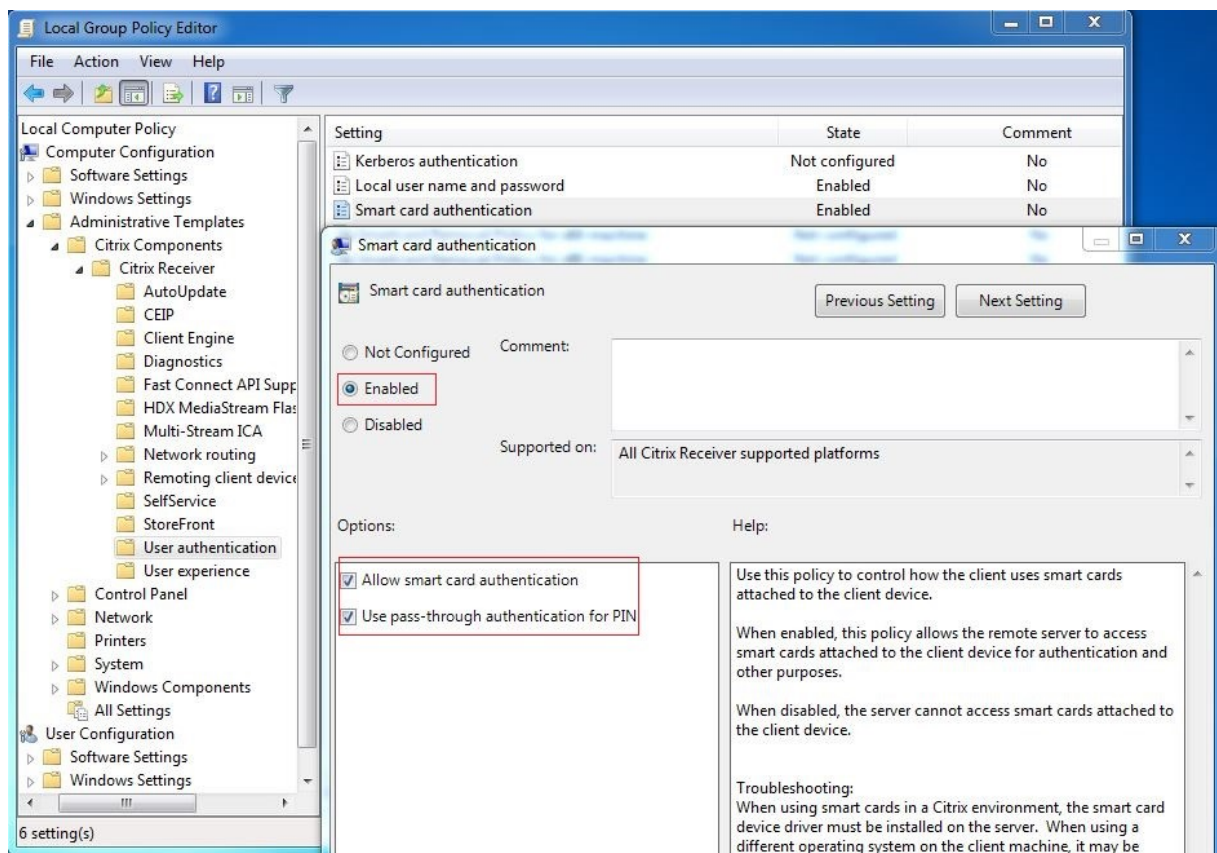 Local Group Policy Editor
File Action View Help
Local Computer Policy
Computer Configuration
Software Settings
Windows Settings
Administrative Templates
Citrix Components
Citrix Receiver
AutoUpdate
CEIP
Client Engine
Diagnostics
Fast Connect API Supp
HDX MediaStream Flas
Multi-Stream ICA
Network routing
Remoting client device
SelfService
StoreFront
User authentication
User experience
Control Panel
Network
Printers
System
Windows Components
All Settings
User Configuration
Software Settings
Windows Settings
6 setting(s)
Setting State Comment
Kerberos authentication Not configured No
Local user name and password Enabled No
Smart card authentication Enabled No
Smart card authentication
Smart card authentication
Previous Setting Next Setting
Not Configured Comment:
Enabled
Disabled
Supported on: All Citrix Receiver supported platforms
Options: Help:
Allow smart card authentication
Use pass-through authentication for PIN
Use this policy to control how the client uses smart cards
attached to the client device.
When enabled, this policy allows the remote server to access
smart cards attached to the client device for authentication and
other purposes.
When disabled, the server cannot access smart cards attached to
the client device.
Troubleshooting:
When using smart cards in a Citrix environment, the smart card
device driver must be installed on the server. When using a
different operating system on the client machine, it may be